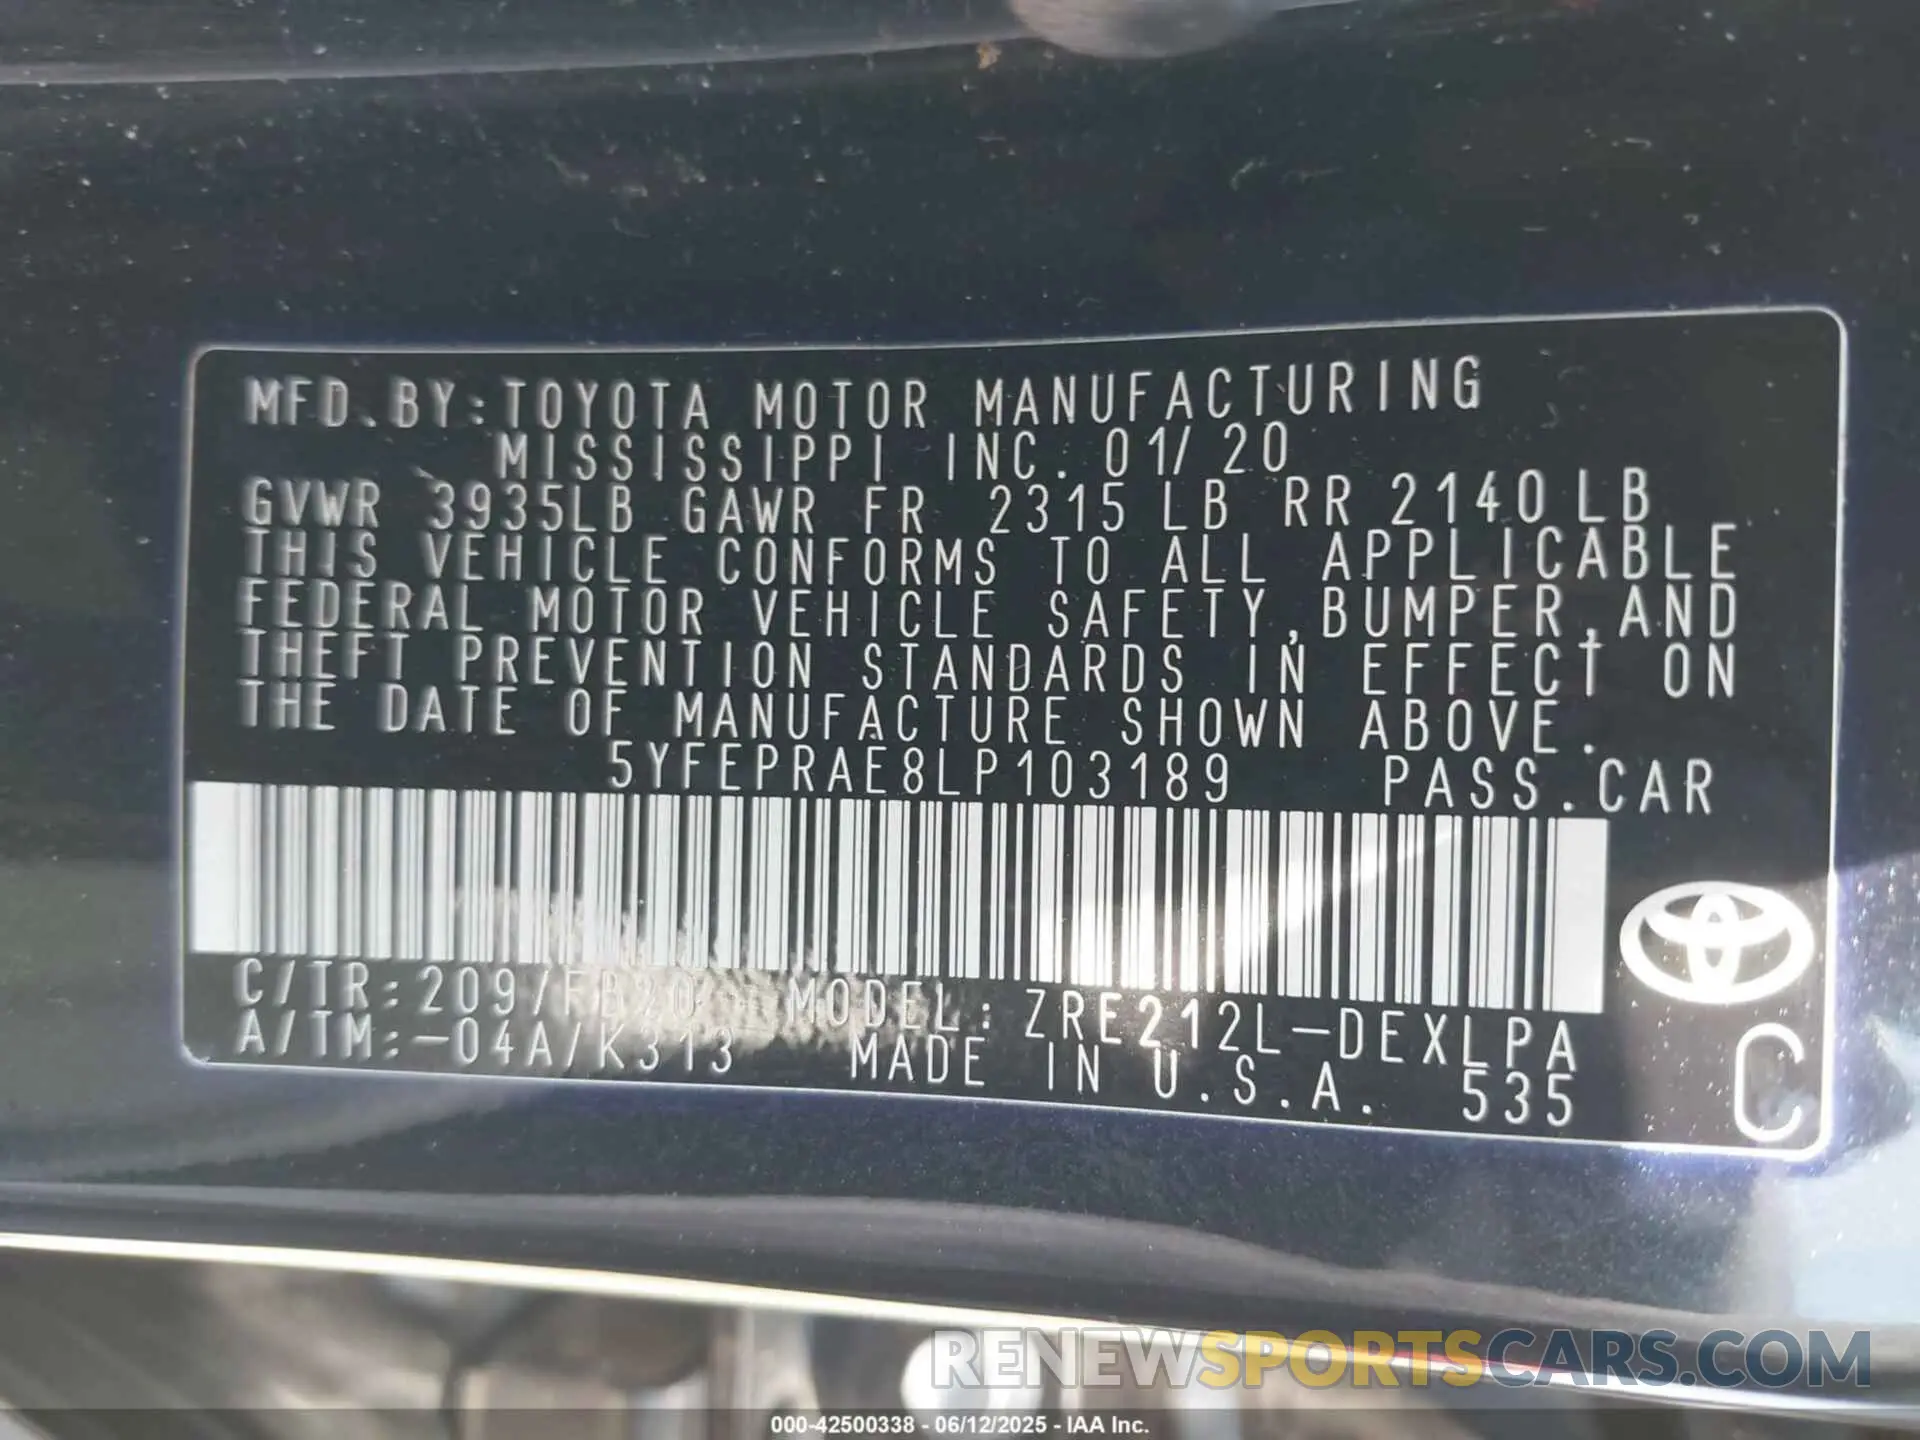 MFD.BY:TOYOTA MOTOR MANUFACTURING
MISSISSIPPI INC. 01/20
GVWR 3935LB GAWR FR 2315LB RR 2140LB
THIS VEHICLE CONFORMS TO ALL APPLICABLE
FEDERAL MOTOR VEHICLE SAFETY,BUMPER,AND
THEFT PREVENTION STANDARDS IN EFFECT ON
THE DATE OF MANUFACTURE SHOWN ABOVE.
5YFEPRAE8LP103189 PASS.CAR
C/TR:209/FB20 MODEL:ZRE212L-DEXLPA
A/TM:-04A/K313 MADE IN U.S.A. 535
C
RENEWSPORTSCARS.COM
000-42500338 - 06/12/2025 - IAA Inc.